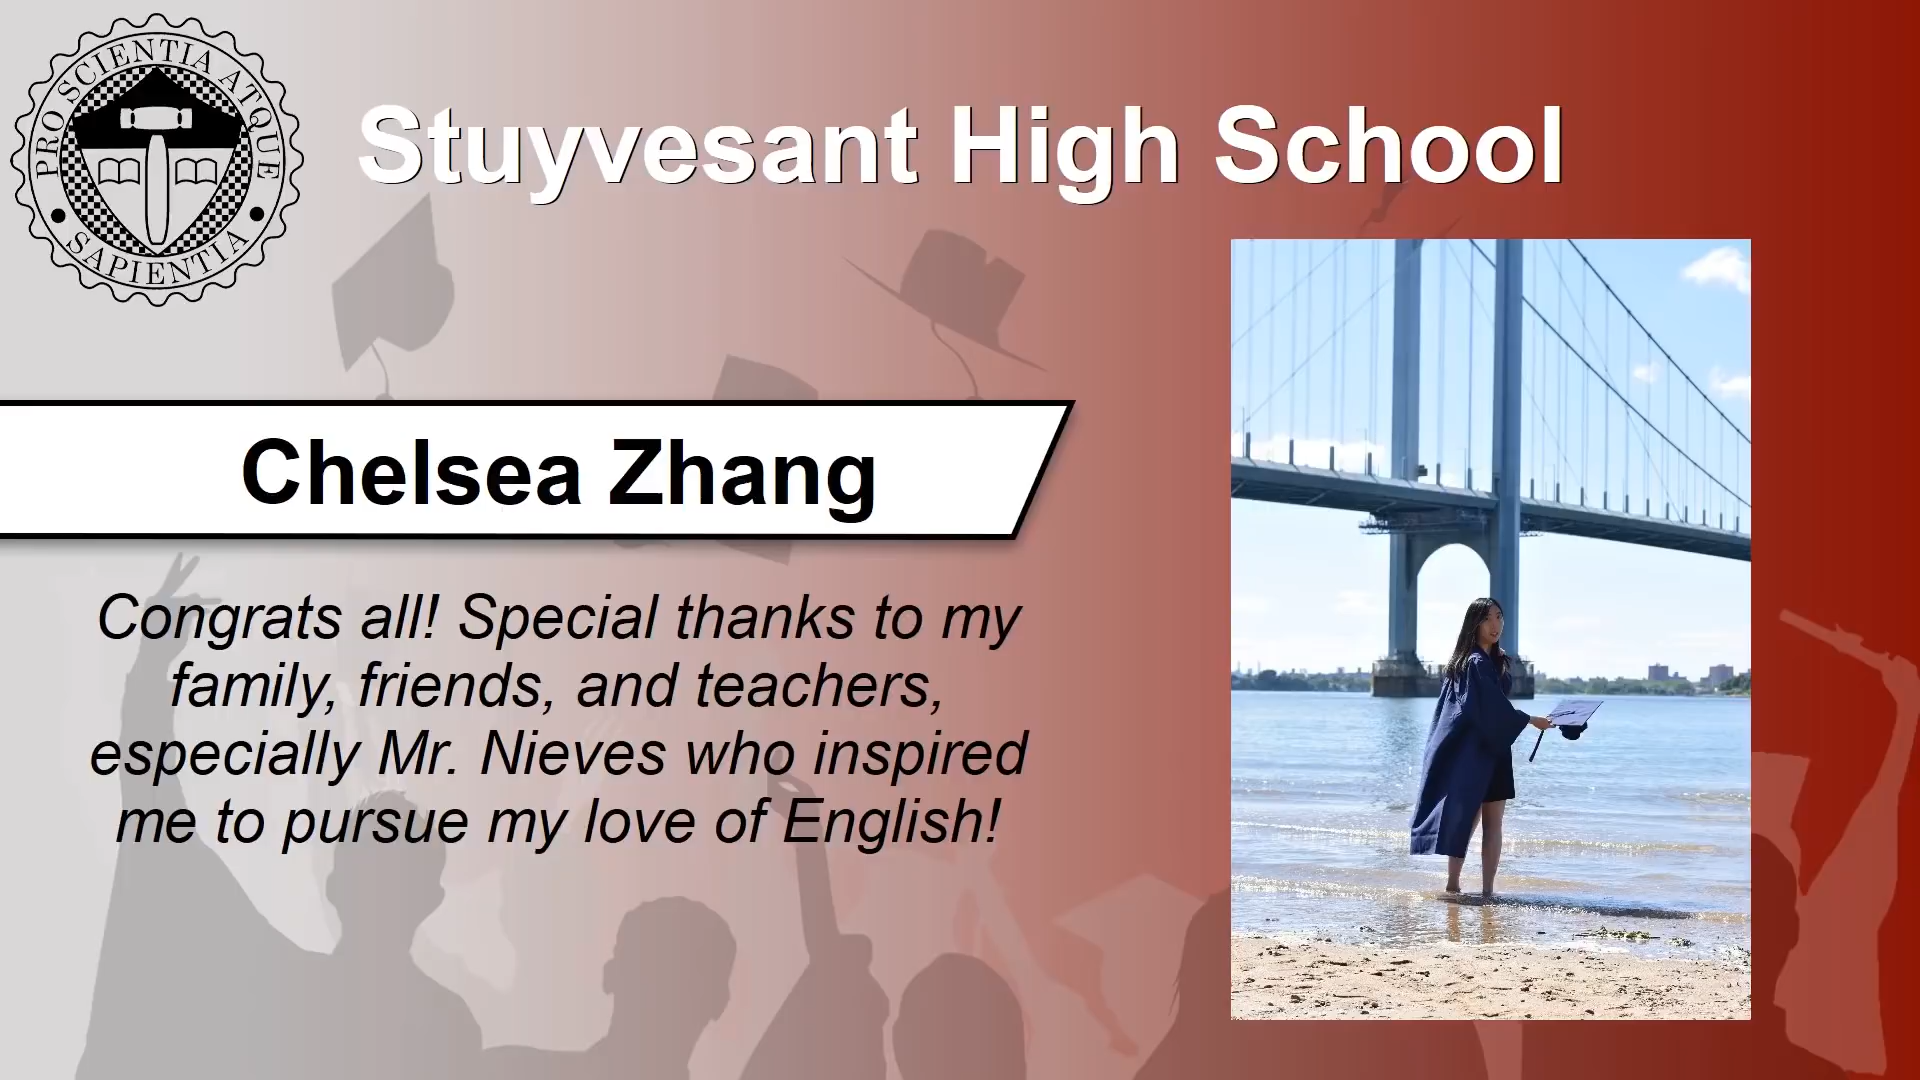 PRO SCIENTIA ATQUE
SAPIENTIA
Stuyvesant High School
Chelsea Zhang
Congrats all! Special thanks to my
family, friends, and teachers,
especially Mr. Nieves who inspired
me to pursue my love of English!